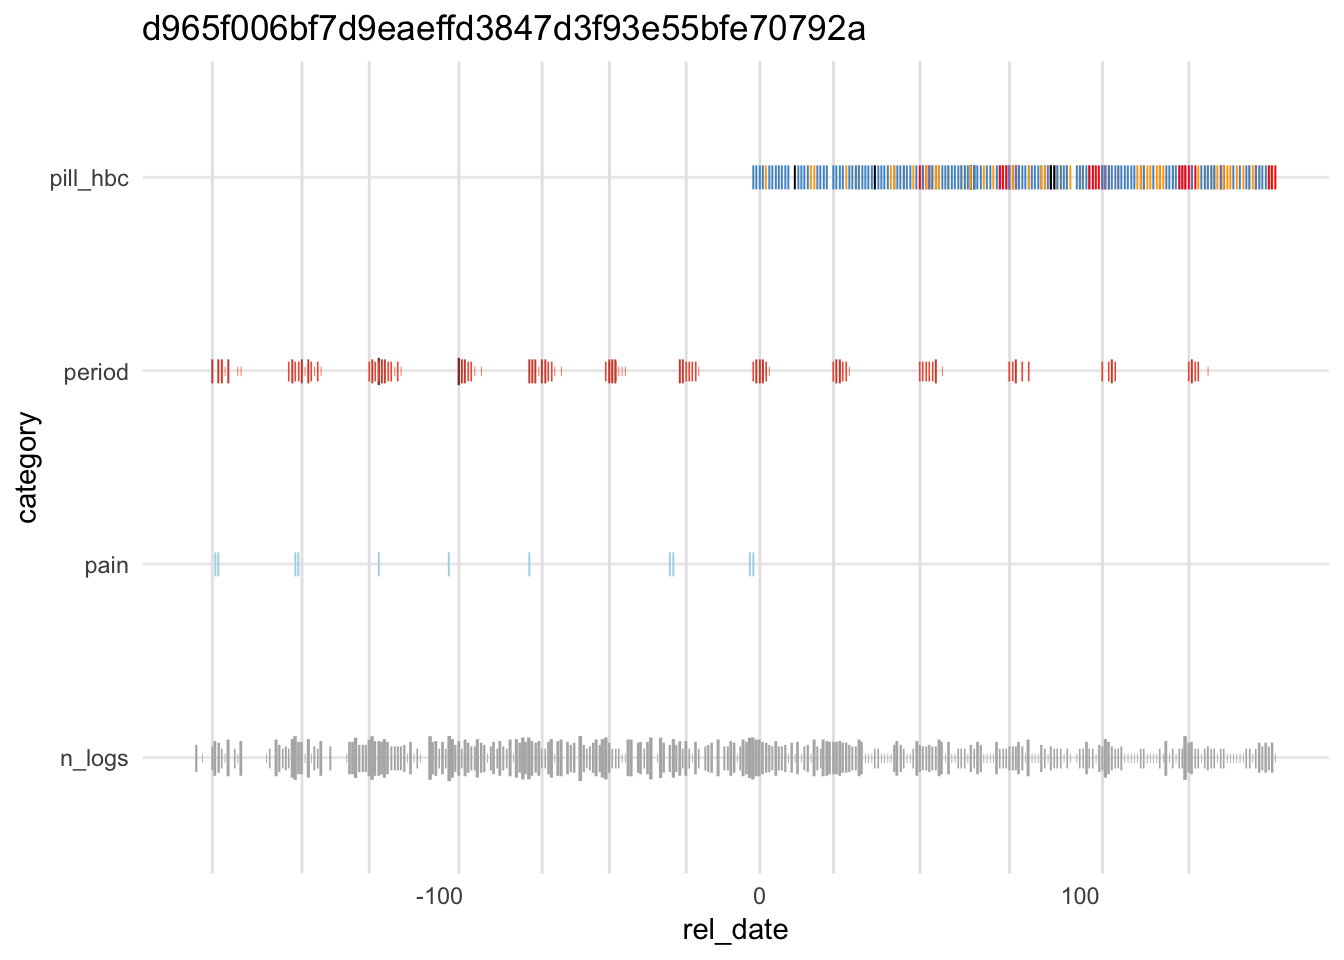 d965f006bf7d9eaeffd3847d3f93e55bfe70792a
pill_hbc
period
pain
n_logs
category
-100
0
100
rel_date